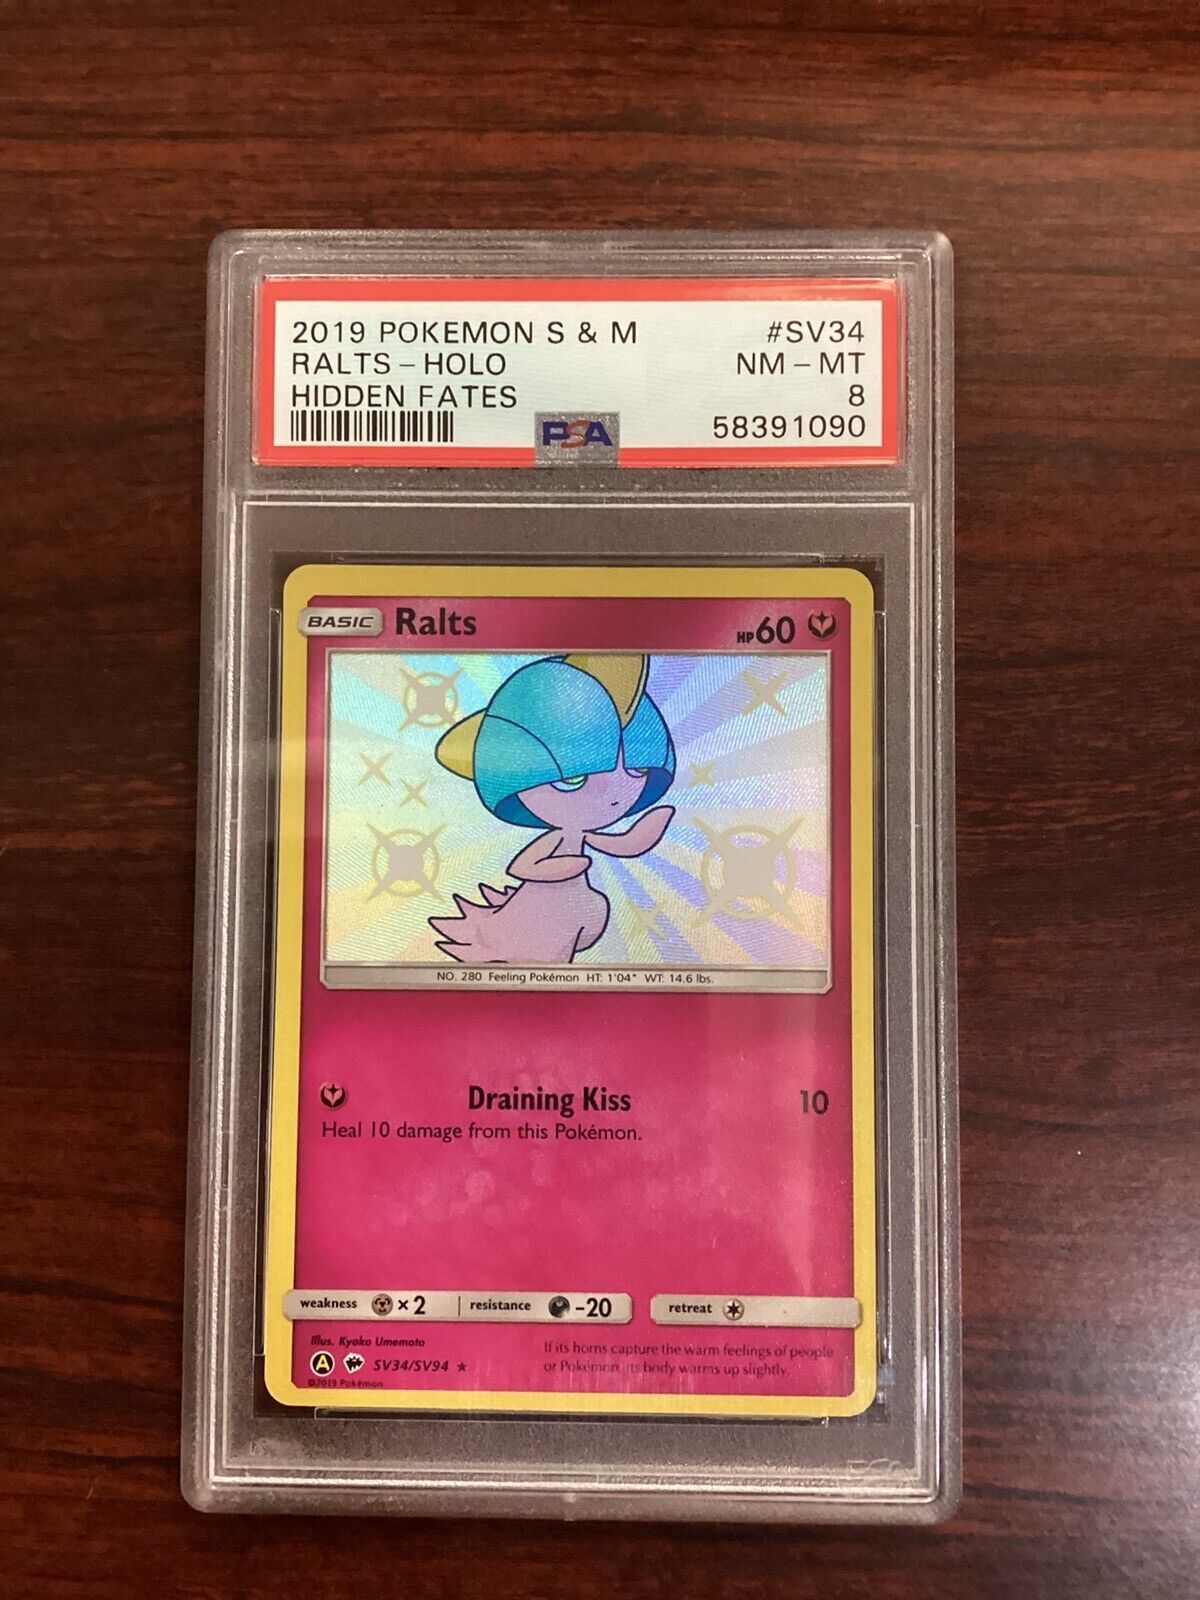 2019 POKEMON S & M #SV34
RALTS - HOLO NM - MT
HIDDEN FATES 8
PSA 58391090
BASIC Ralts HP 60
NO. 280 Feeling Pokémon HT: 1'04" WT: 14.6 lbs.
Draining Kiss 10
Heal 10 damage from this Pokémon.
weakness ×2 resistance -20 retreat
Illus. Kyoko Umemoto
If its horns capture the warm feelings of people
A SV34/SV94
or Pokémon, its body warms up slightly.
©2019 Pokémon